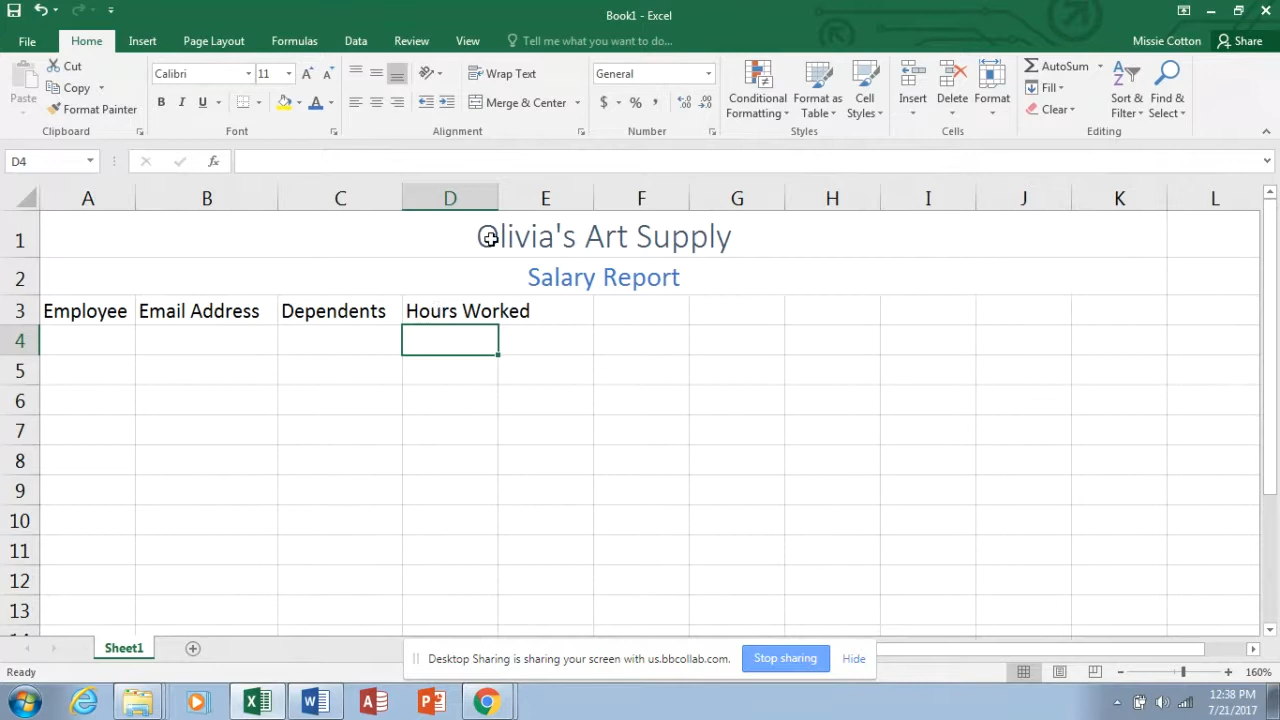 Book1 - Excel
File Home Insert Page Layout Formulas Data Review View Tell me what you want to do... Missie Cotton Share
Paste Cut Copy Format Painter Clipboard
Calibri 11 B I U Font
Wrap Text Merge & Center Alignment
General $ % , Number
Conditional Formatting Format as Table Cell Styles Styles
Insert Delete Format Cells
AutoSum Fill Clear Sort & Filter Find & Select Editing
D4 fx
A B C D E F G H I J K L
1 Olivia's Art Supply
2 Salary Report
3 Employee Email Address Dependents Hours Worked
4
5
6
7
8
9
10
11
12
13
Sheet1
Desktop Sharing is sharing your screen with us.bbcollab.com. Stop sharing Hide
Ready 160%
12:38 PM
7/21/2017